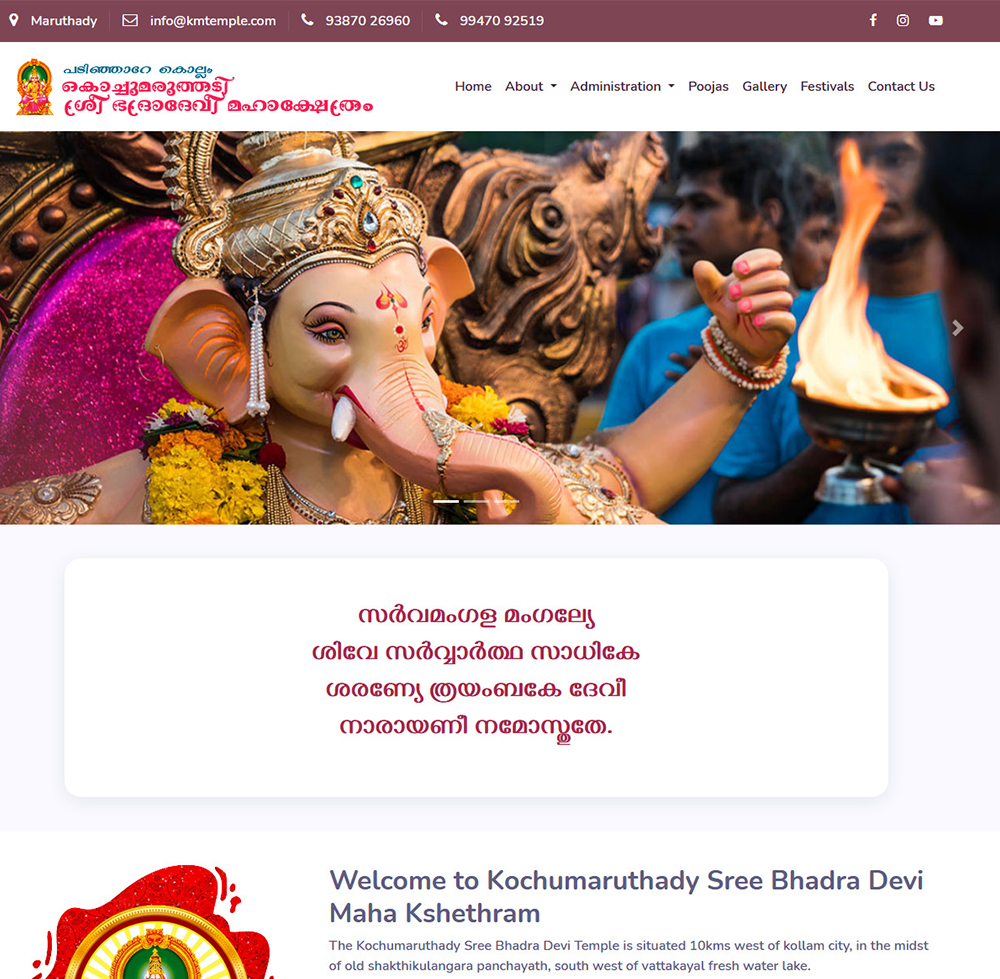 Maruthady info@kmtemple.com 93870 26960 99470 92519
പടിഞ്ഞാറേ കൊല്ലം
കൊച്ചുമരുത്തടി
ശ്രീ ഭദ്രാദേവീ മഹാക്ഷേത്രം
Home About Administration Poojas Gallery Festivals Contact Us
സർവമംഗള മംഗല്യേ
ശിവേ സർവ്വാർത്ഥ സാധികേ
ശരണ്യേ ത്രയംബകേ ദേവീ
നാരായണീ നമോസ്തുതേ.
Welcome to Kochumaruthady Sree Bhadra Devi
Maha Kshethram
The Kochumaruthady Sree Bhadra Devi Temple is situated 10kms west of kollam city, in the midst
of old shakthikulangara panchayath, south west of vattakayal fresh water lake.